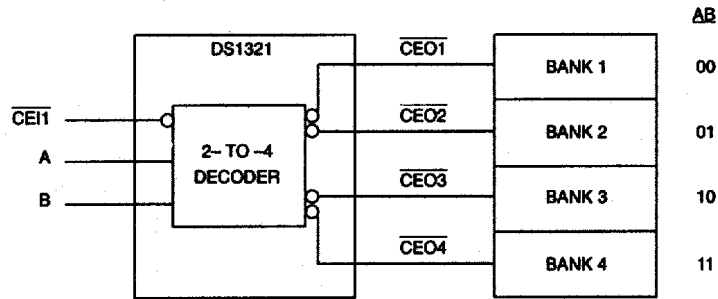 AB
DS1321
CEO1
BANK 1
00
CEI1
CEO2
BANK 2
01
A
2– TO –4
DECODER
CEO3
BANK 3
10
B
CEO4
BANK 4
11